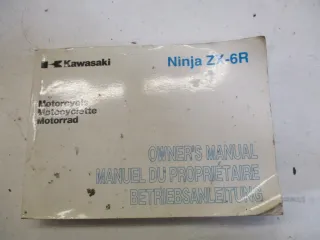 Kawasaki
Ninja ZX-6R
Motorcycle
Motocyclette
Motorrad
OWNER'S MANUAL
MANUEL DU PROPRIÉTAIRE
BETRIEBSANLEITUNG